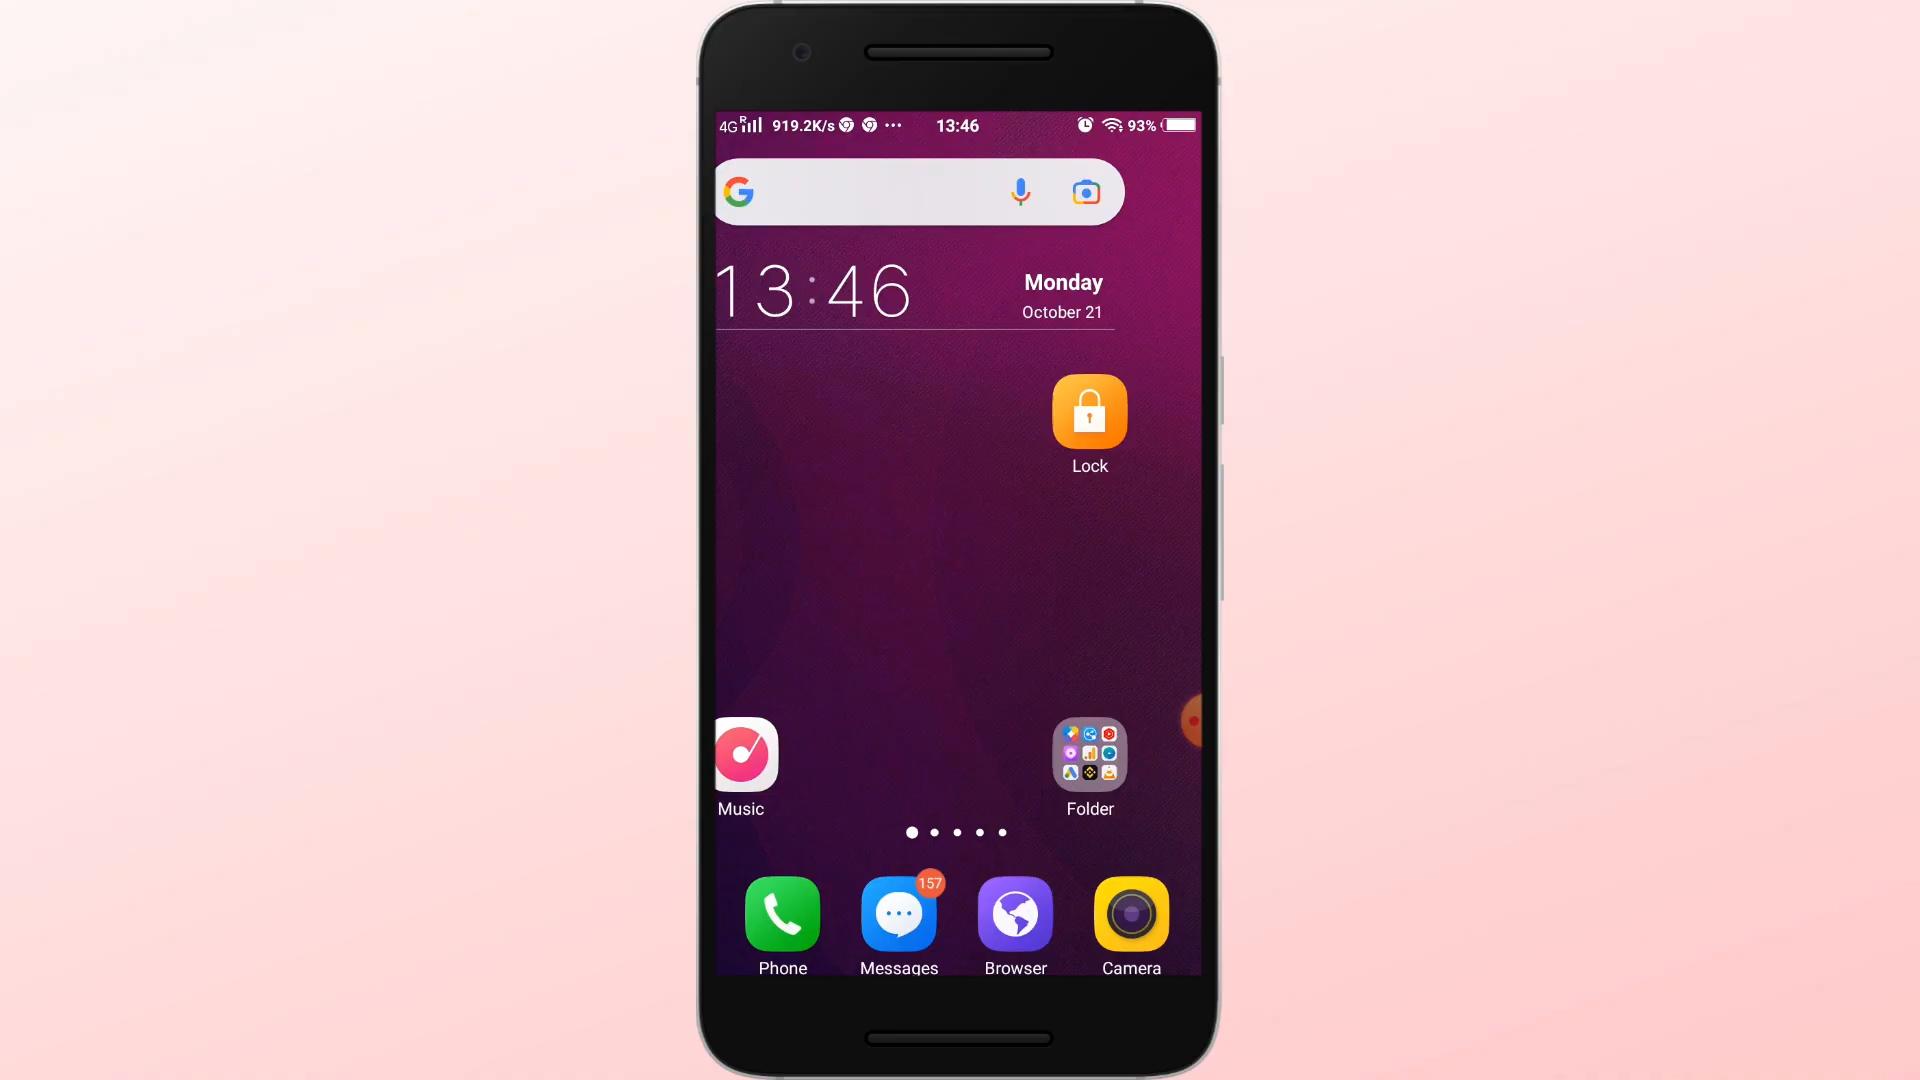 4G R 919.2K/s 13:46 93%
13:46
Monday
October 21
Lock
Music
Folder
157
Phone
Messages
Browser
Camera